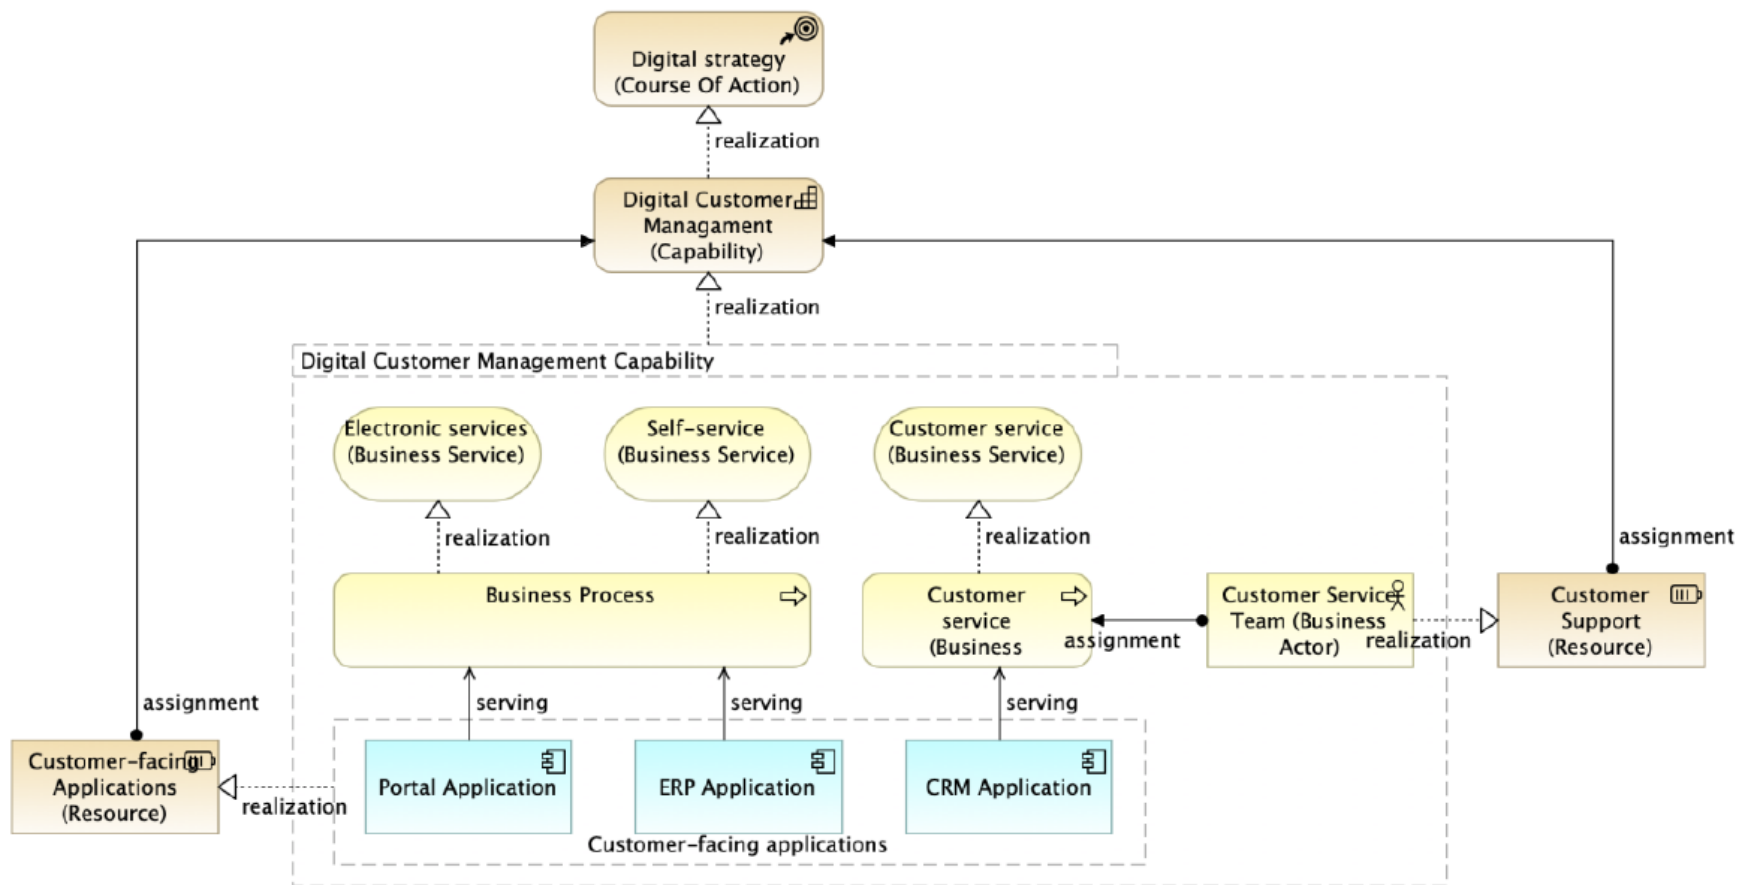 Digital strategy
(Course Of Action)
realization
Digital Customer
Managament
(Capability)
realization
Digital Customer Management Capability
Electronic services
(Business Service)
Self-service
(Business Service)
Customer service
(Business Service)
realization
realization
realization
assignment
Business Process
Customer
service
(Business
assignment
Customer Service
Team (Business
Actor)
realization
Customer
Support
(Resource)
assignment
serving
serving
serving
Customer-facing
Applications
(Resource)
realization
Portal Application
ERP Application
CRM Application
Customer-facing applications